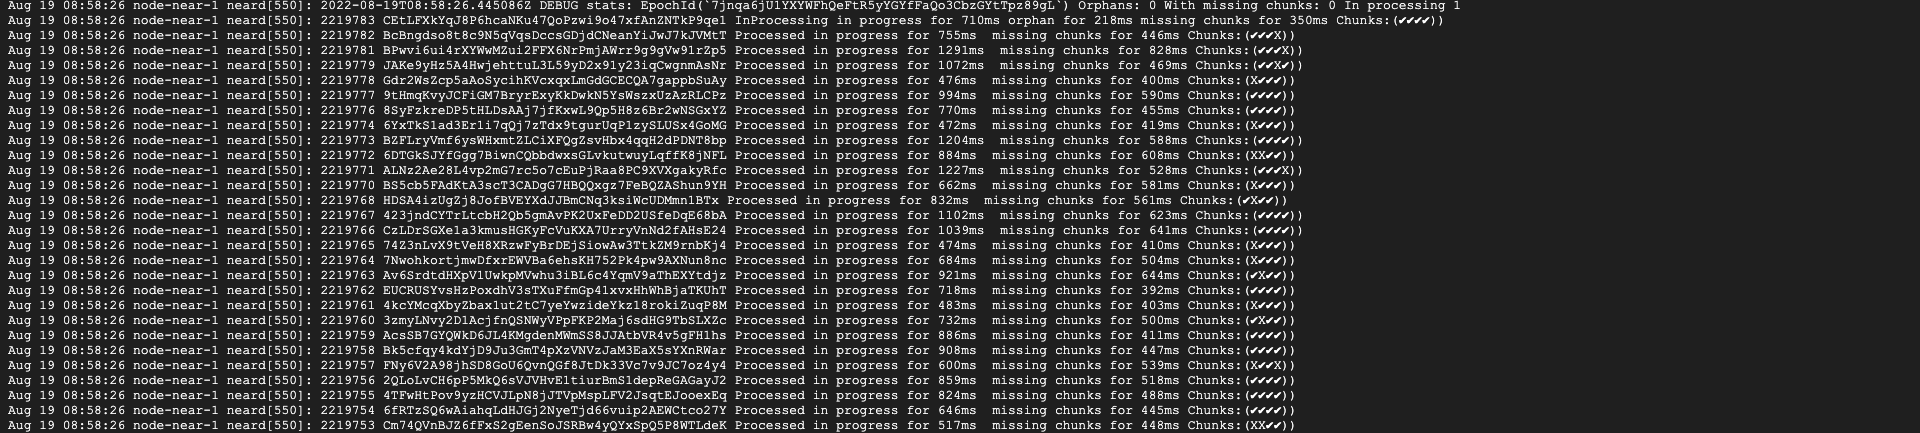 Aug 19 08:58:26 node-near-1 neard[550]: 2022-08-19T08:58:26.445086Z DEBUG stats: EpochId(`7jnqa6jU1YXYWFhQeFtR5yYGYfFaQo3CbzGYtTpz89gL`) Orphans: 0 With missing chunks: 0 In processing 1
Aug 19 08:58:26 node-near-1 neard[550]: 2219783 CEtLFXkYqJ8P6hcaNKu47QoPzwi9o47xfAnZNTkP9qe1 InProcessing in progress for 710ms orphan for 218ms missing chunks for 350ms Chunks:(✔✔✔✔))
Aug 19 08:58:26 node-near-1 neard[550]: 2219782 BcBngdso8t8c9N5qVqsDccsGDjdCNeanYiJwJ7kJVMtT Processed in progress for 755ms  missing chunks for 446ms Chunks:(✔✔✔X))
Aug 19 08:58:26 node-near-1 neard[550]: 2219781 BPwvi6ui4rXYWwMZui2FFX6NrPmjAWrr9g9gVw91rZp5 Processed in progress for 1291ms  missing chunks for 828ms Chunks:(✔✔✔X))
Aug 19 08:58:26 node-near-1 neard[550]: 2219779 JAKe9yHz5A4HwjehttuL3L59yD2x91y23iqCwgnmAsNr Processed in progress for 1072ms  missing chunks for 469ms Chunks:(✔✔X✔))
Aug 19 08:58:26 node-near-1 neard[550]: 2219778 Gdr2WsZcp5aAoSycihKVcxqxLmGdGCECQA7gappbSuAy Processed in progress for 476ms  missing chunks for 400ms Chunks:(X✔✔✔))
Aug 19 08:58:26 node-near-1 neard[550]: 2219777 9tHmqKvyJCFiGM7BryrExyKkDwkN5YsWszxUzAzRLCPz Processed in progress for 994ms  missing chunks for 590ms Chunks:(✔✔✔✔))
Aug 19 08:58:26 node-near-1 neard[550]: 2219776 8SyFzkreDP5tHLDsAAj7jfKxwL9Qp5H8z6Br2wNSGxYZ Processed in progress for 770ms  missing chunks for 455ms Chunks:(✔✔✔✔))
Aug 19 08:58:26 node-near-1 neard[550]: 2219774 6YxTkS1ad3Er1i7qQj7zTdx9tgurUqP1zySLUSx4GoMG Processed in progress for 472ms  missing chunks for 419ms Chunks:(X✔✔✔))
Aug 19 08:58:26 node-near-1 neard[550]: 2219773 BZFLryVmf6ysWHxmtZLCiXFQgZsvHbx4qqH2dPDNT8bp Processed in progress for 1204ms  missing chunks for 588ms Chunks:(✔✔✔✔))
Aug 19 08:58:26 node-near-1 neard[550]: 2219772 6DTGkSJYfGgg7BiwnCQbbdwxsGLvkutwuyLqffK8jNFL Processed in progress for 884ms  missing chunks for 608ms Chunks:(XX✔✔))
Aug 19 08:58:26 node-near-1 neard[550]: 2219771 ALNz2Ae28L4vp2mG7rc5o7cEuPjRaa8PC9XVXgakyRfc Processed in progress for 1227ms  missing chunks for 528ms Chunks:(✔✔✔X))
Aug 19 08:58:26 node-near-1 neard[550]: 2219770 BS5cb5FAdKtA3scT3CADgG7HBQQxgz7FeBQZAShun9YH Processed in progress for 662ms  missing chunks for 581ms Chunks:(X✔✔✔))
Aug 19 08:58:26 node-near-1 neard[550]: 2219768 HDSA4izUgZj8JofBVEYXdJJBmCNq3ksiWcUDMmn1BTx Processed in progress for 832ms  missing chunks for 561ms Chunks:(✔X✔✔))
Aug 19 08:58:26 node-near-1 neard[550]: 2219767 423jndCYTrLtcbH2Qb5gmAvPK2UxFeDD2USfeDqE68bA Processed in progress for 1102ms  missing chunks for 623ms Chunks:(✔✔✔✔))
Aug 19 08:58:26 node-near-1 neard[550]: 2219766 CzLDrSGXe1a3kmusHGKyFcVuKXA7UrryVnNd2fAHsE24 Processed in progress for 1039ms  missing chunks for 641ms Chunks:(✔✔✔✔))
Aug 19 08:58:26 node-near-1 neard[550]: 2219765 74Z3nLvX9tVeH8XRzwFyBrDEjSiowAw3TtkZM9rnbKj4 Processed in progress for 474ms  missing chunks for 410ms Chunks:(X✔✔✔))
Aug 19 08:58:26 node-near-1 neard[550]: 2219764 7NwohkortjmwDfxrEWVBa6ehsKH752Pk4pw9AXNun8nc Processed in progress for 684ms  missing chunks for 504ms Chunks:(X✔✔✔))
Aug 19 08:58:26 node-near-1 neard[550]: 2219763 Av6SrdtdHXpV1UwkpMVwhu3iBL6c4YqmV9aThEXYtdjz Processed in progress for 921ms  missing chunks for 644ms Chunks:(✔X✔✔))
Aug 19 08:58:26 node-near-1 neard[550]: 2219762 EUCRUSYvsHzPoxdhV3sTXuFfmGp41xvxHhWhBjaTKUhT Processed in progress for 718ms  missing chunks for 392ms Chunks:(✔✔✔✔))
Aug 19 08:58:26 node-near-1 neard[550]: 2219761 4kcYMcqXbyZbax1ut2tC7yeYwzideYkz18rokiZuqP8M Processed in progress for 483ms  missing chunks for 403ms Chunks:(X✔✔✔))
Aug 19 08:58:26 node-near-1 neard[550]: 2219760 3zmyLNvy2D1AcjfnQSNWyVPpFKP2Maj6sdHG9TbSLXZc Processed in progress for 732ms  missing chunks for 500ms Chunks:(✔X✔✔))
Aug 19 08:58:26 node-near-1 neard[550]: 2219759 AcsSB7GYQWkD6JL4KMgdenMWmSS8JJAtbVR4v5gFH1hs Processed in progress for 886ms  missing chunks for 411ms Chunks:(✔✔✔✔))
Aug 19 08:58:26 node-near-1 neard[550]: 2219758 Bk5cfqy4kdYjD9Ju3GmT4pXzVNVzJaM3EaX5sYXnRWar Processed in progress for 908ms  missing chunks for 447ms Chunks:(✔✔✔✔))
Aug 19 08:58:26 node-near-1 neard[550]: 2219757 FNy6V2A98jhSD8GoU6QvnQGf8JtDk33Vc7v9JC7oz4y4 Processed in progress for 600ms  missing chunks for 539ms Chunks:(X✔✔X))
Aug 19 08:58:26 node-near-1 neard[550]: 2219756 2QLoLvCH6pP5MkQ6sVJVHvE1tiurBmS1depReGAGayJ2 Processed in progress for 859ms  missing chunks for 518ms Chunks:(✔✔✔✔))
Aug 19 08:58:26 node-near-1 neard[550]: 2219755 4TFwHtPov9yzHCVJLpN8jJTVpMspLFV2JsqtEJooexEq Processed in progress for 824ms  missing chunks for 488ms Chunks:(✔✔✔✔))
Aug 19 08:58:26 node-near-1 neard[550]: 2219754 6fRTzSQ6wAiahqLdHJGj2NyeTjd66vuip2AEWCtco27Y Processed in progress for 646ms  missing chunks for 445ms Chunks:(✔✔✔✔))
Aug 19 08:58:26 node-near-1 neard[550]: 2219753 Cm74QVnBJZ6fFxS2gEenSoJSRBw4yQYxSpQ5P8WTLdeK Processed in progress for 517ms  missing chunks for 448ms Chunks:(XX✔✔))